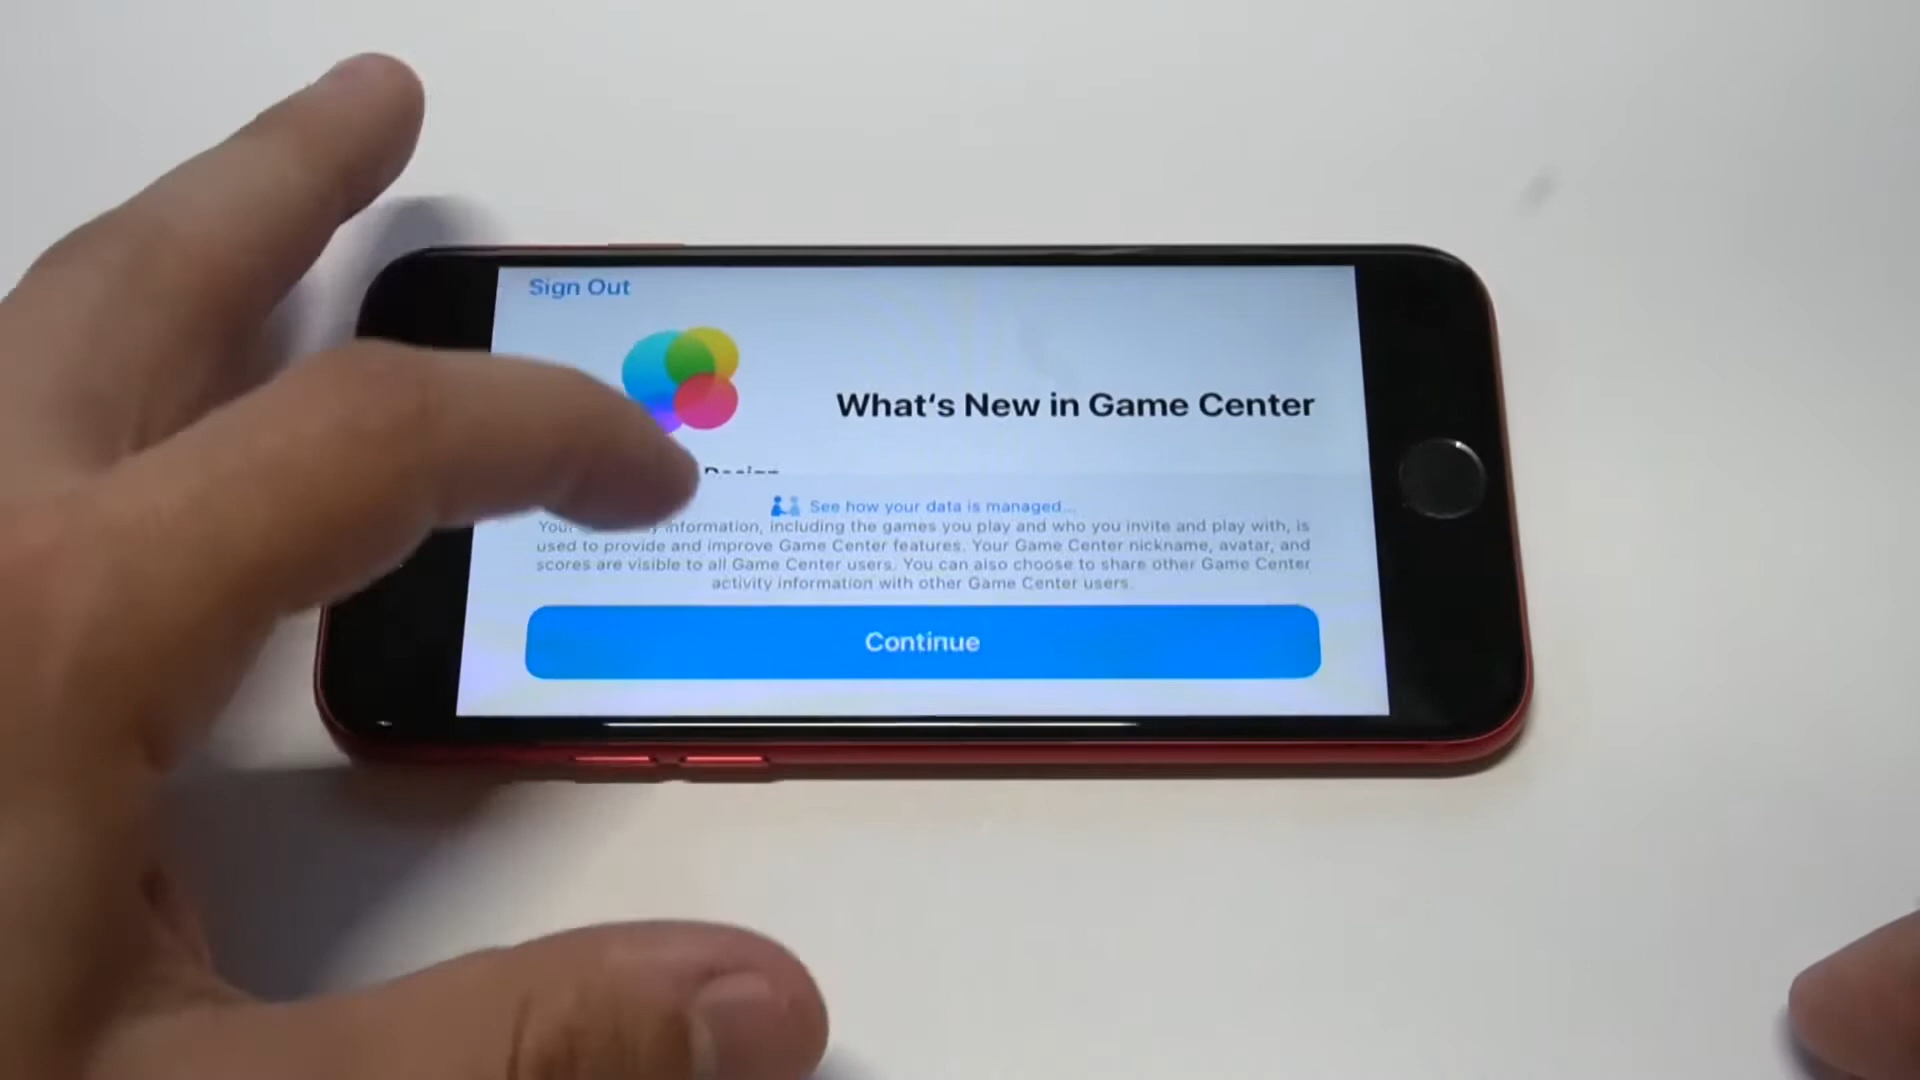 Sign Out
What's New in Game Center
See how your data is managed...
information, including the games you play and who you invite and play with, is
used to provide and improve Game Center features. Your Game Center nickname, avatar, and
scores are visible to all Game Center users. You can also choose to share other Game Center
activity information with other Game Center users.
Continue